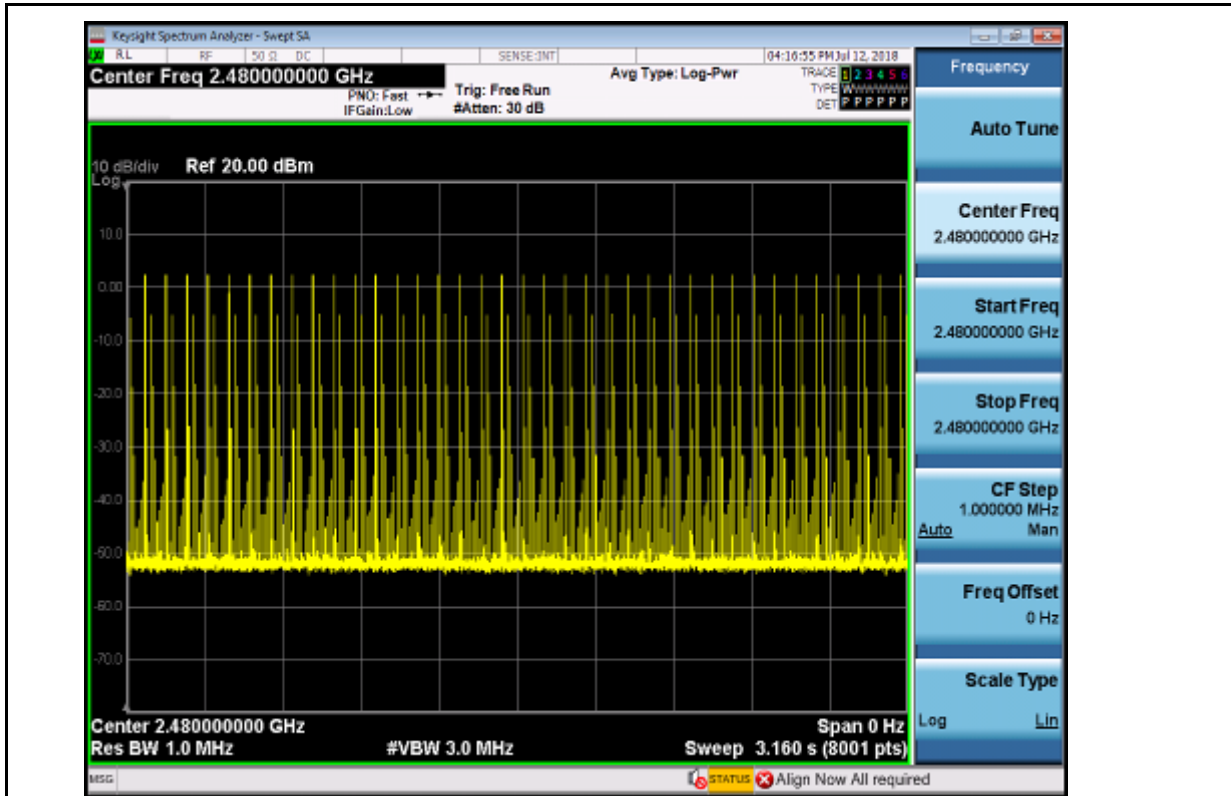 Keysight Spectrum Analyzer - Swept SA
RL RF 50 Ω DC SENSE:INT 04:16:55 PM Jul 12, 2018
Center Freq 2.480000000 GHz Avg Type: Log-Pwr TRACE 1 2 3 4 5 6
PNO: Fast Trig: Free Run TYPE WWWWWW
IFGain:Low #Atten: 30 dB DET P P P P P P
10 dB/div Ref 20.00 dBm
Log
10.0
0.00
-10.0
-20.0
-30.0
-40.0
-50.0
-60.0
-70.0
Center 2.480000000 GHz Span 0 Hz
Res BW 1.0 MHz #VBW 3.0 MHz Sweep 3.160 s (8001 pts)
MSG STATUS Align Now All required
Frequency
Auto Tune
Center Freq
2.480000000 GHz
Start Freq
2.480000000 GHz
Stop Freq
2.480000000 GHz
CF Step
1.000000 MHz
Auto Man
Freq Offset
0 Hz
Scale Type
Log Lin